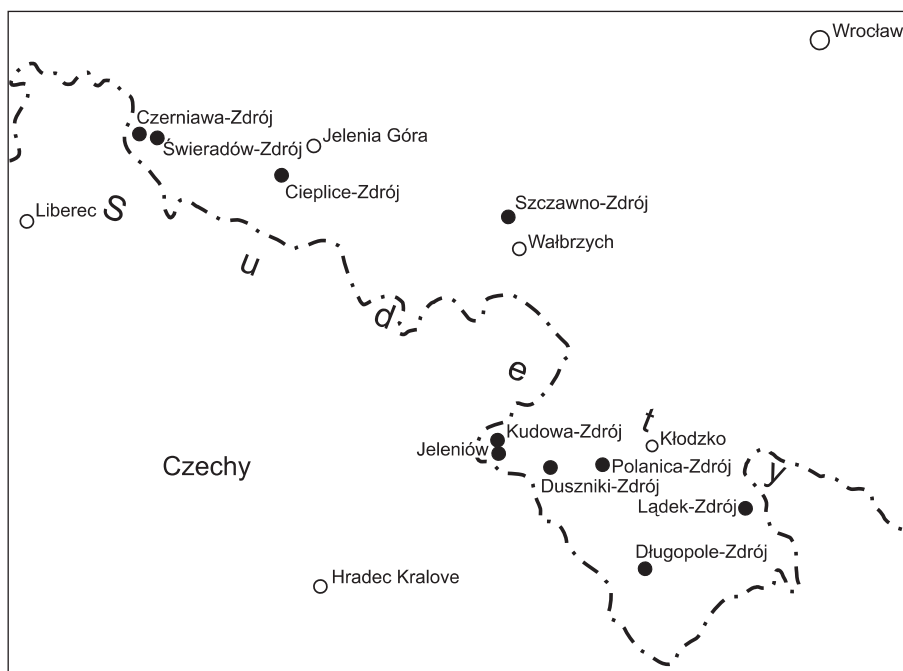 Wrocław
Czerniawa-Zdrój
Świeradów-Zdrój
Jelenia Góra
Cieplice-Zdrój
Liberec
Szczawno-Zdrój
Wałbrzych
S u d e t y
Kudowa-Zdrój
Jeleniów
Kłodzko
Czechy
Polanica-Zdrój
Duszniki-Zdrój
Lądek-Zdrój
Długopole-Zdrój
Hradec Kralove